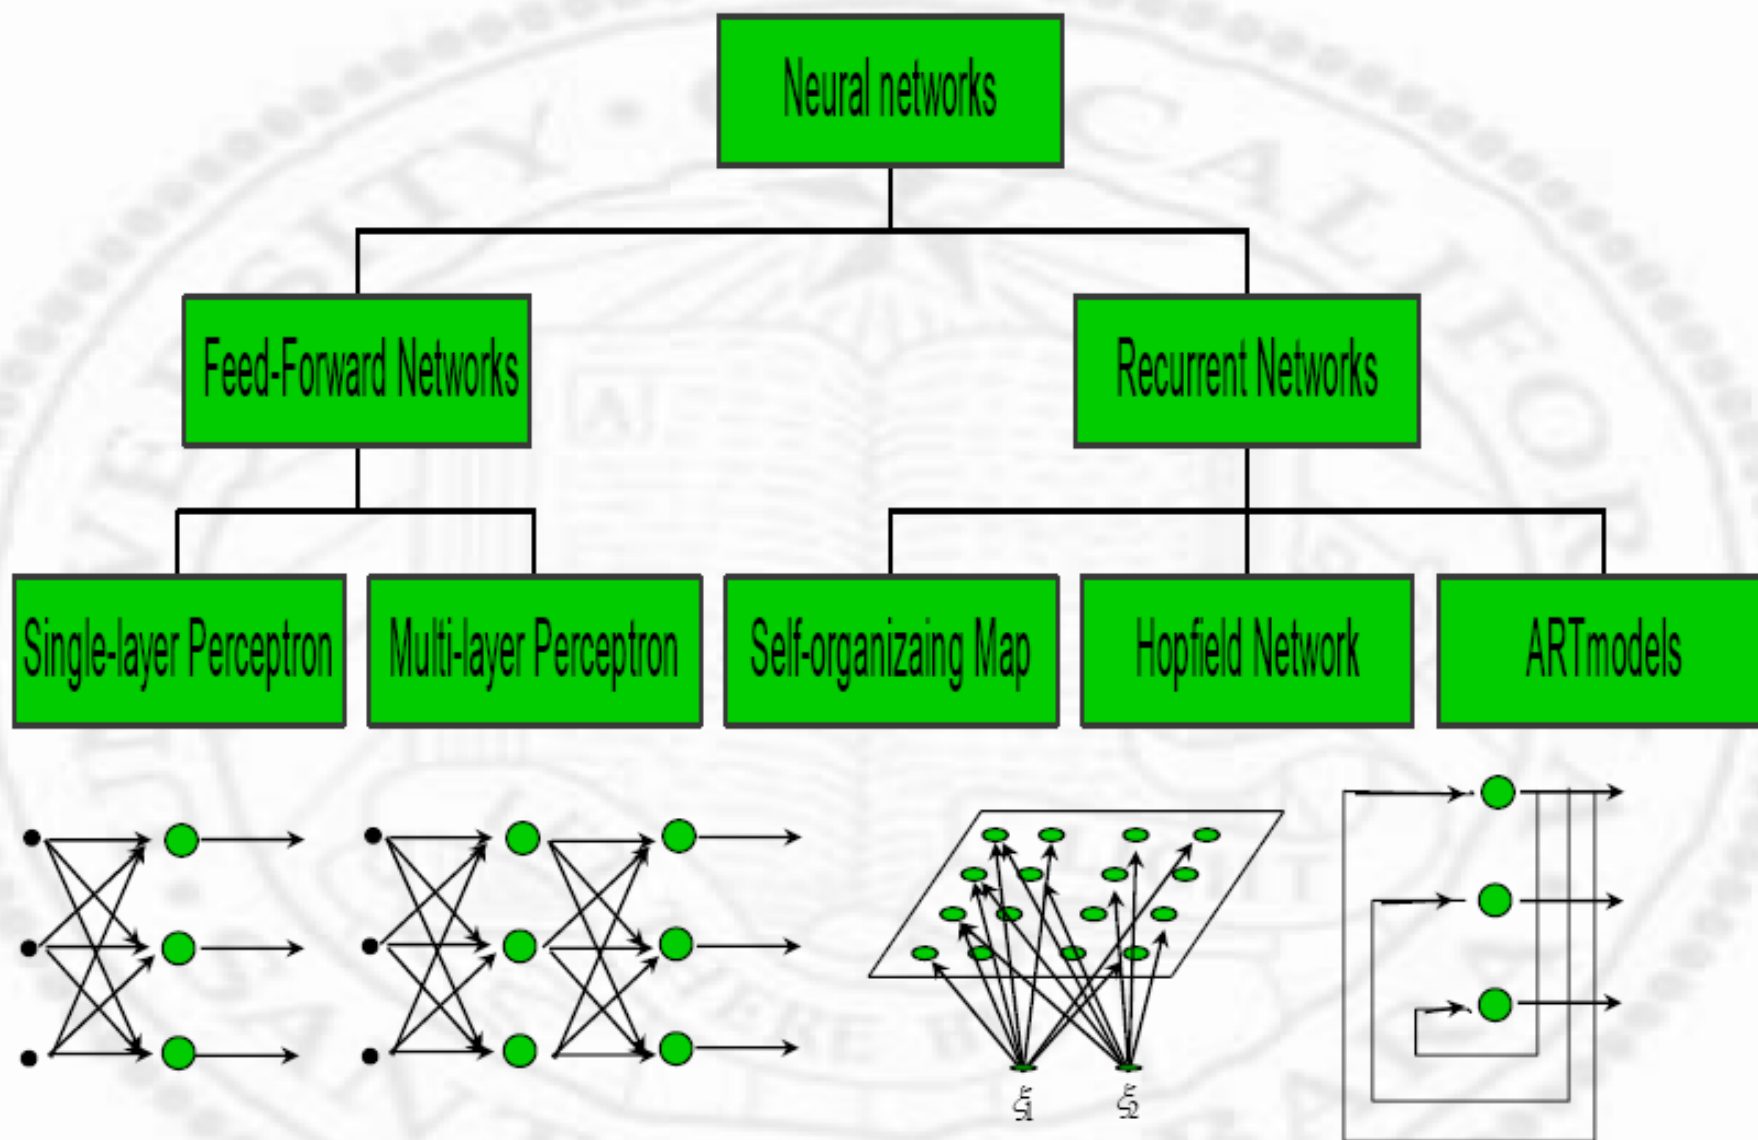 Neural networks
Feed-Forward Networks
Recurrent Networks
Single-layer Perceptron
Multi-layer Perceptron
Self-organizaing Map
Hopfield Network
ARTmodels
ξ1
ξ2